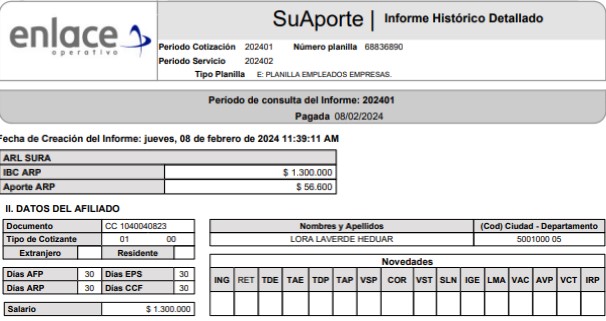 enlace
operativo
SuAporte | Informe Histórico Detallado
Periodo Cotización 202401 Número planilla 68836890
Periodo Servicio 202402
Tipo Planilla E: PLANILLA EMPLEADOS EMPRESAS.
Período de consulta del Informe: 202401
Pagada 08/02/2024
Fecha de Creación del Informe: jueves, 08 de febrero de 2024 11:39:11 AM
ARL SURA
IBC ARP $ 1.300.000
Aporte ARP $ 56.600
II. DATOS DEL AFILIADO
Documento CC 1040040823
Tipo de Cotizante 01 00
Extranjero Residente
Nombres y Apellidos (Cod) Ciudad - Departamento
LORA LAVERDE HEDUAR 5001000 05
Días AFP 30 Días EPS 30
Días ARP 30 Días CCF 30
Novedades
ING RET TDE TAE TDP TAP VSP COR VST SLN IGE LMA VAC AVP VCT IRP
Salario $ 1.300.000